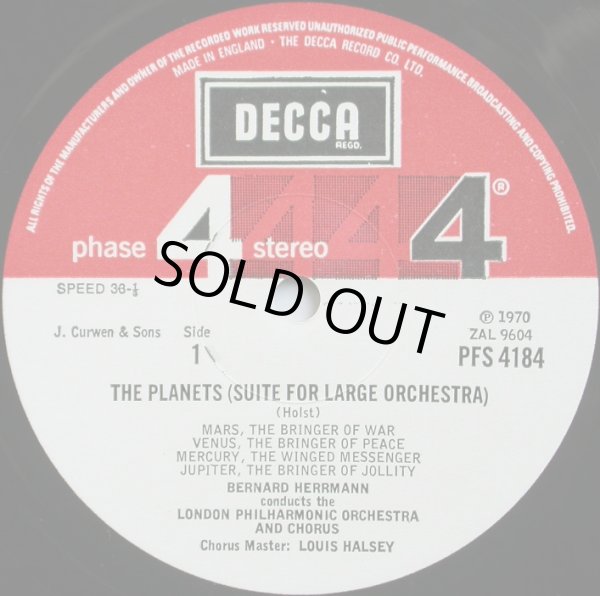 ALL RIGHTS OF THE MANUFACTURERS AND OWNER OF THE RECORDED WORK RESERVED UNAUTHORIZED PUBLIC PERFORMANCE, BROADCASTING AND COPYING PROHIBITED.
MADE IN ENGLAND · THE DECCA RECORD CO. LTD.
DECCA
REGD.
phase 4 stereo 444®
SPEED 33-⅓
SOLD OUT
J. Curwen & Sons Side
1
℗ 1970
ZAL 9604
PFS 4184
THE PLANETS (SUITE FOR LARGE ORCHESTRA)
(Holst)
MARS, THE BRINGER OF WAR
VENUS, THE BRINGER OF PEACE
MERCURY, THE WINGED MESSENGER
JUPITER, THE BRINGER OF JOLLITY
BERNARD HERRMANN
conducts the
LONDON PHILHARMONIC ORCHESTRA
AND CHORUS
Chorus Master: LOUIS HALSEY